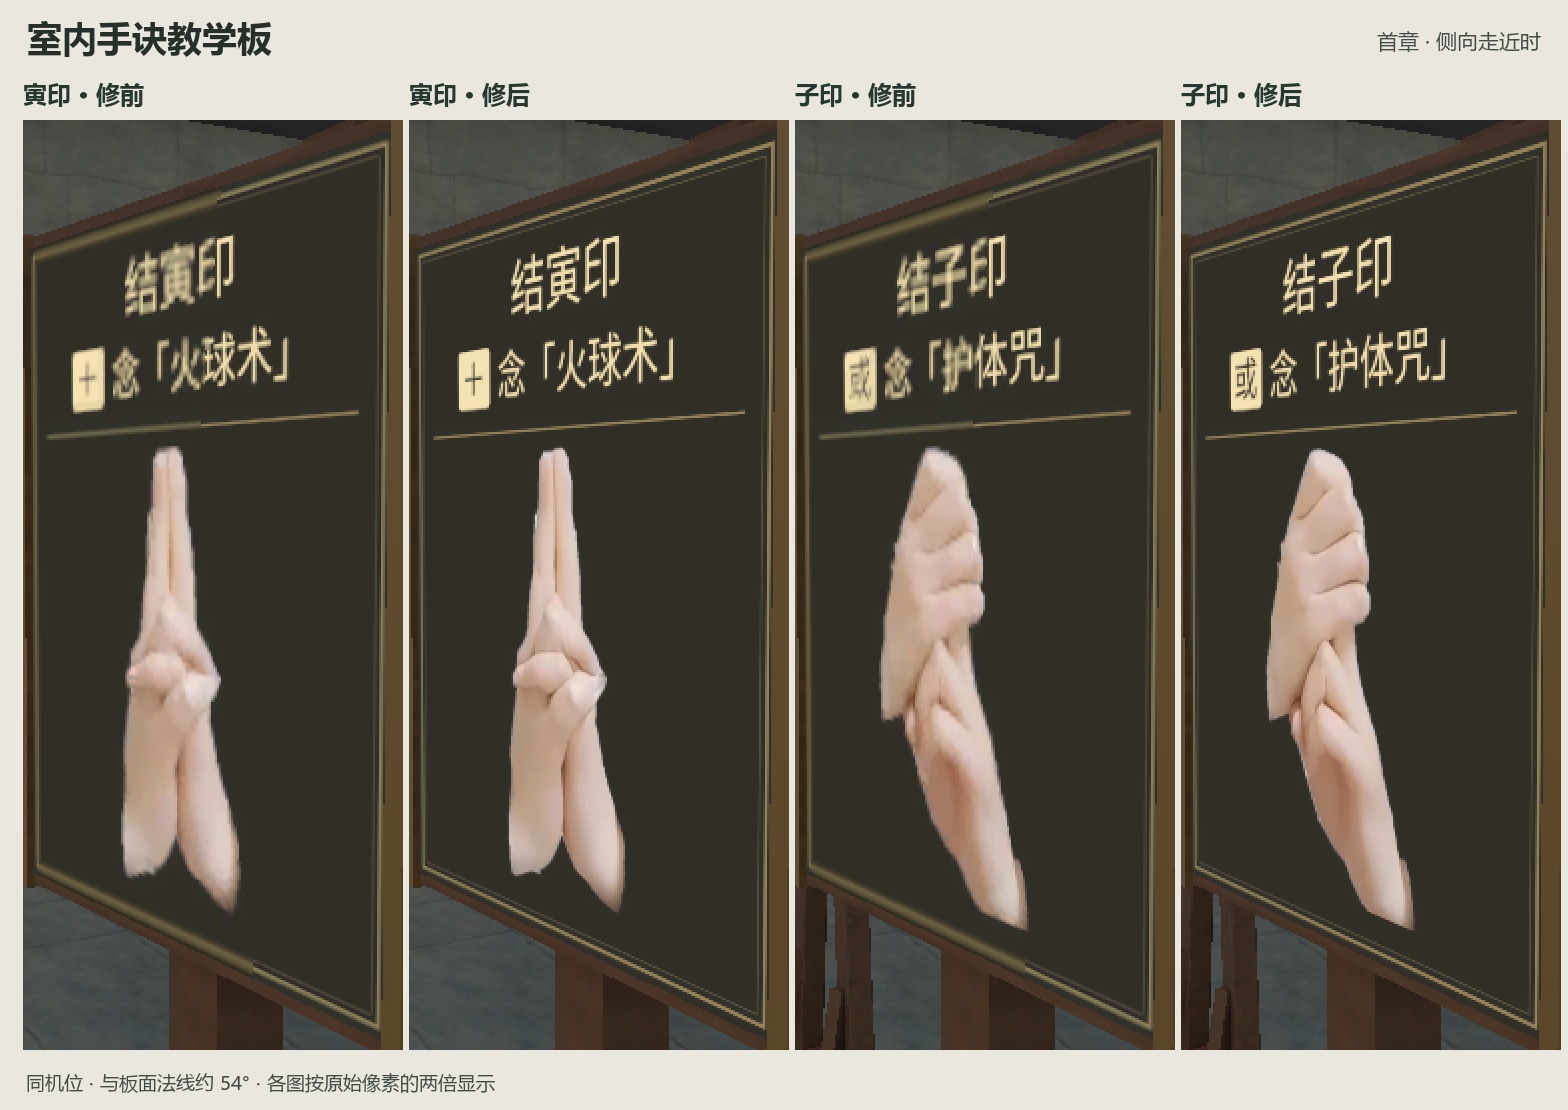 室内手诀教学板
首章 · 侧向走近时
寅印 · 修前
寅印 · 修后
子印 · 修前
子印 · 修后
结寅印
十 念「火球术」
结寅印
十 念「火球术」
结子印
或 念「护体咒」
结子印
或 念「护体咒」
同机位 · 与板面法线约 54° · 各图按原始像素的两倍显示